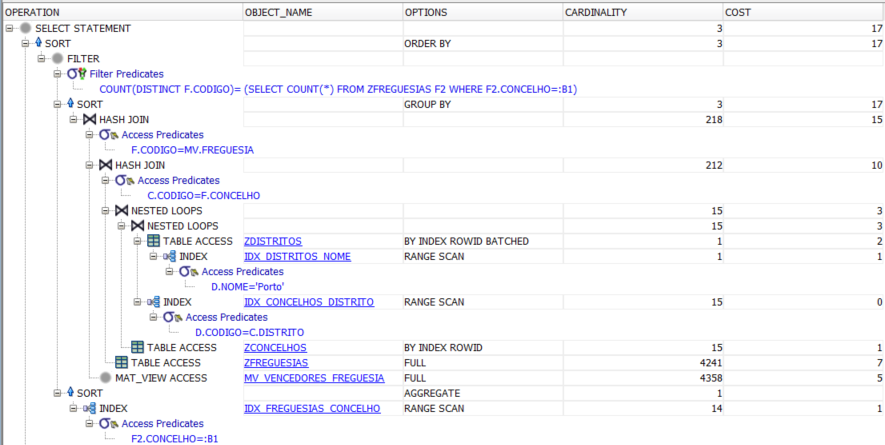 OPERATION OBJECT_NAME OPTIONS CARDINALITY COST
SELECT STATEMENT 3 17
SORT ORDER BY 3 17
FILTER
Filter Predicates
COUNT(DISTINCT F.CODIGO)= (SELECT COUNT(*) FROM ZFREGUESIAS F2 WHERE F2.CONCELHO=:B1)
SORT GROUP BY 3 17
HASH JOIN 218 15
Access Predicates
F.CODIGO=MV.FREGUESIA
HASH JOIN 212 10
Access Predicates
C.CODIGO=F.CONCELHO
NESTED LOOPS 15 3
NESTED LOOPS 15 3
TABLE ACCESS ZDISTRITOS BY INDEX ROWID BATCHED 1 2
INDEX IDX_DISTRITOS_NOME RANGE SCAN 1 1
Access Predicates
D.NOME='Porto'
INDEX IDX_CONCELHOS_DISTRITO RANGE SCAN 15 0
Access Predicates
D.CODIGO=C.DISTRITO
TABLE ACCESS ZCONCELHOS BY INDEX ROWID 15 1
TABLE ACCESS ZFREGUESIAS FULL 4241 7
MAT_VIEW ACCESS MV_VENCEDORES_FREGUESIA FULL 4358 5
SORT AGGREGATE 1
INDEX IDX_FREGUESIAS_CONCELHO RANGE SCAN 14 1
Access Predicates
F2.CONCELHO=:B1